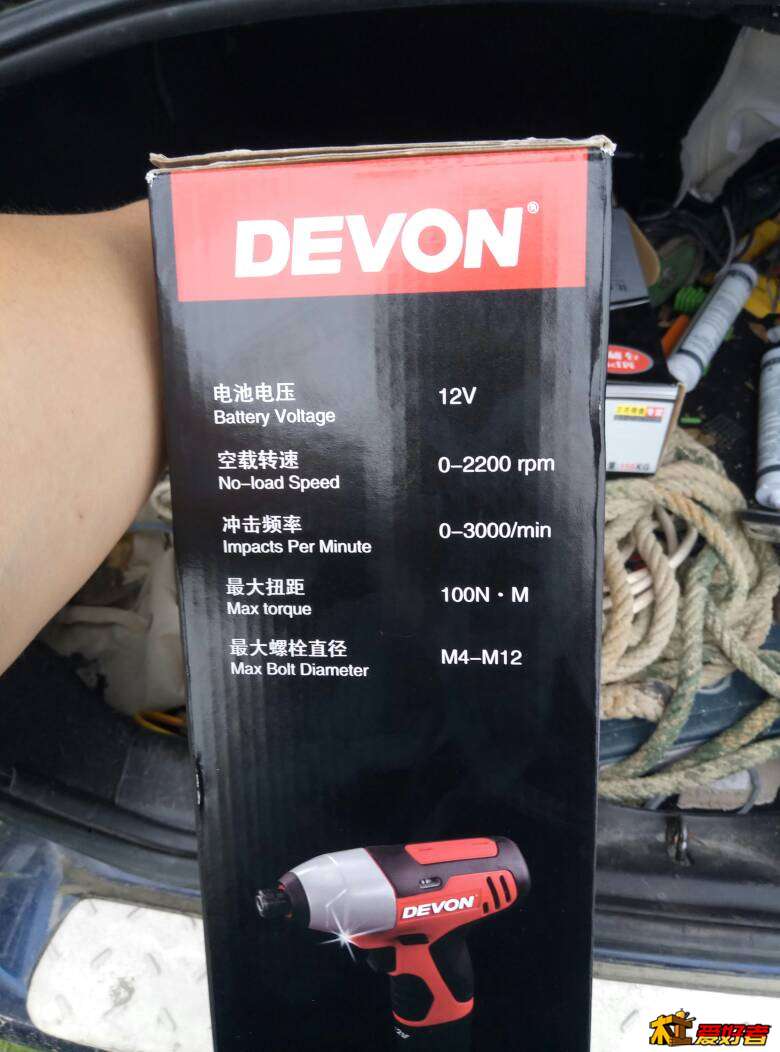 DEVON®
电池电压
Battery Voltage
12V
空载转速
No-load Speed
0-2200 rpm
冲击频率
Impacts Per Minute
0-3000/min
最大扭距
Max torque
100N·M
最大螺栓直径
Max Bolt Diameter
M4-M12
DEVON
爱好者